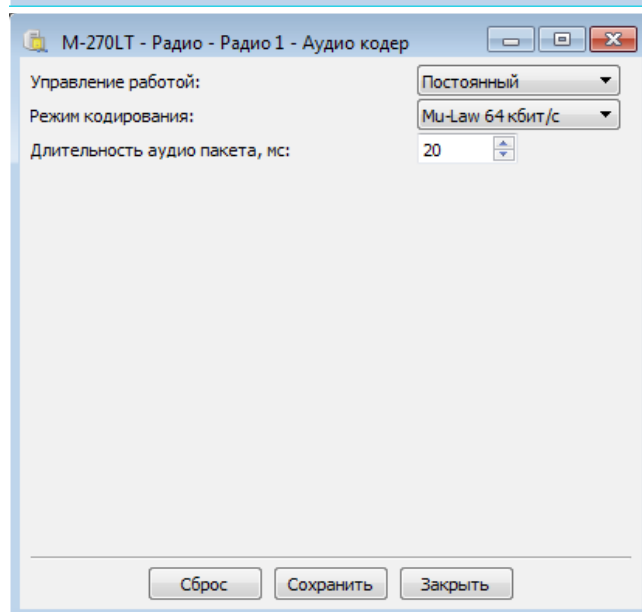 M-270LT - Радио - Радио 1 - Аудио кодер
Управление работой: Постоянный
Режим кодирования: Mu-Law 64 кбит/с
Длительность аудио пакета, мс: 20
Сброс Сохранить Закрыть